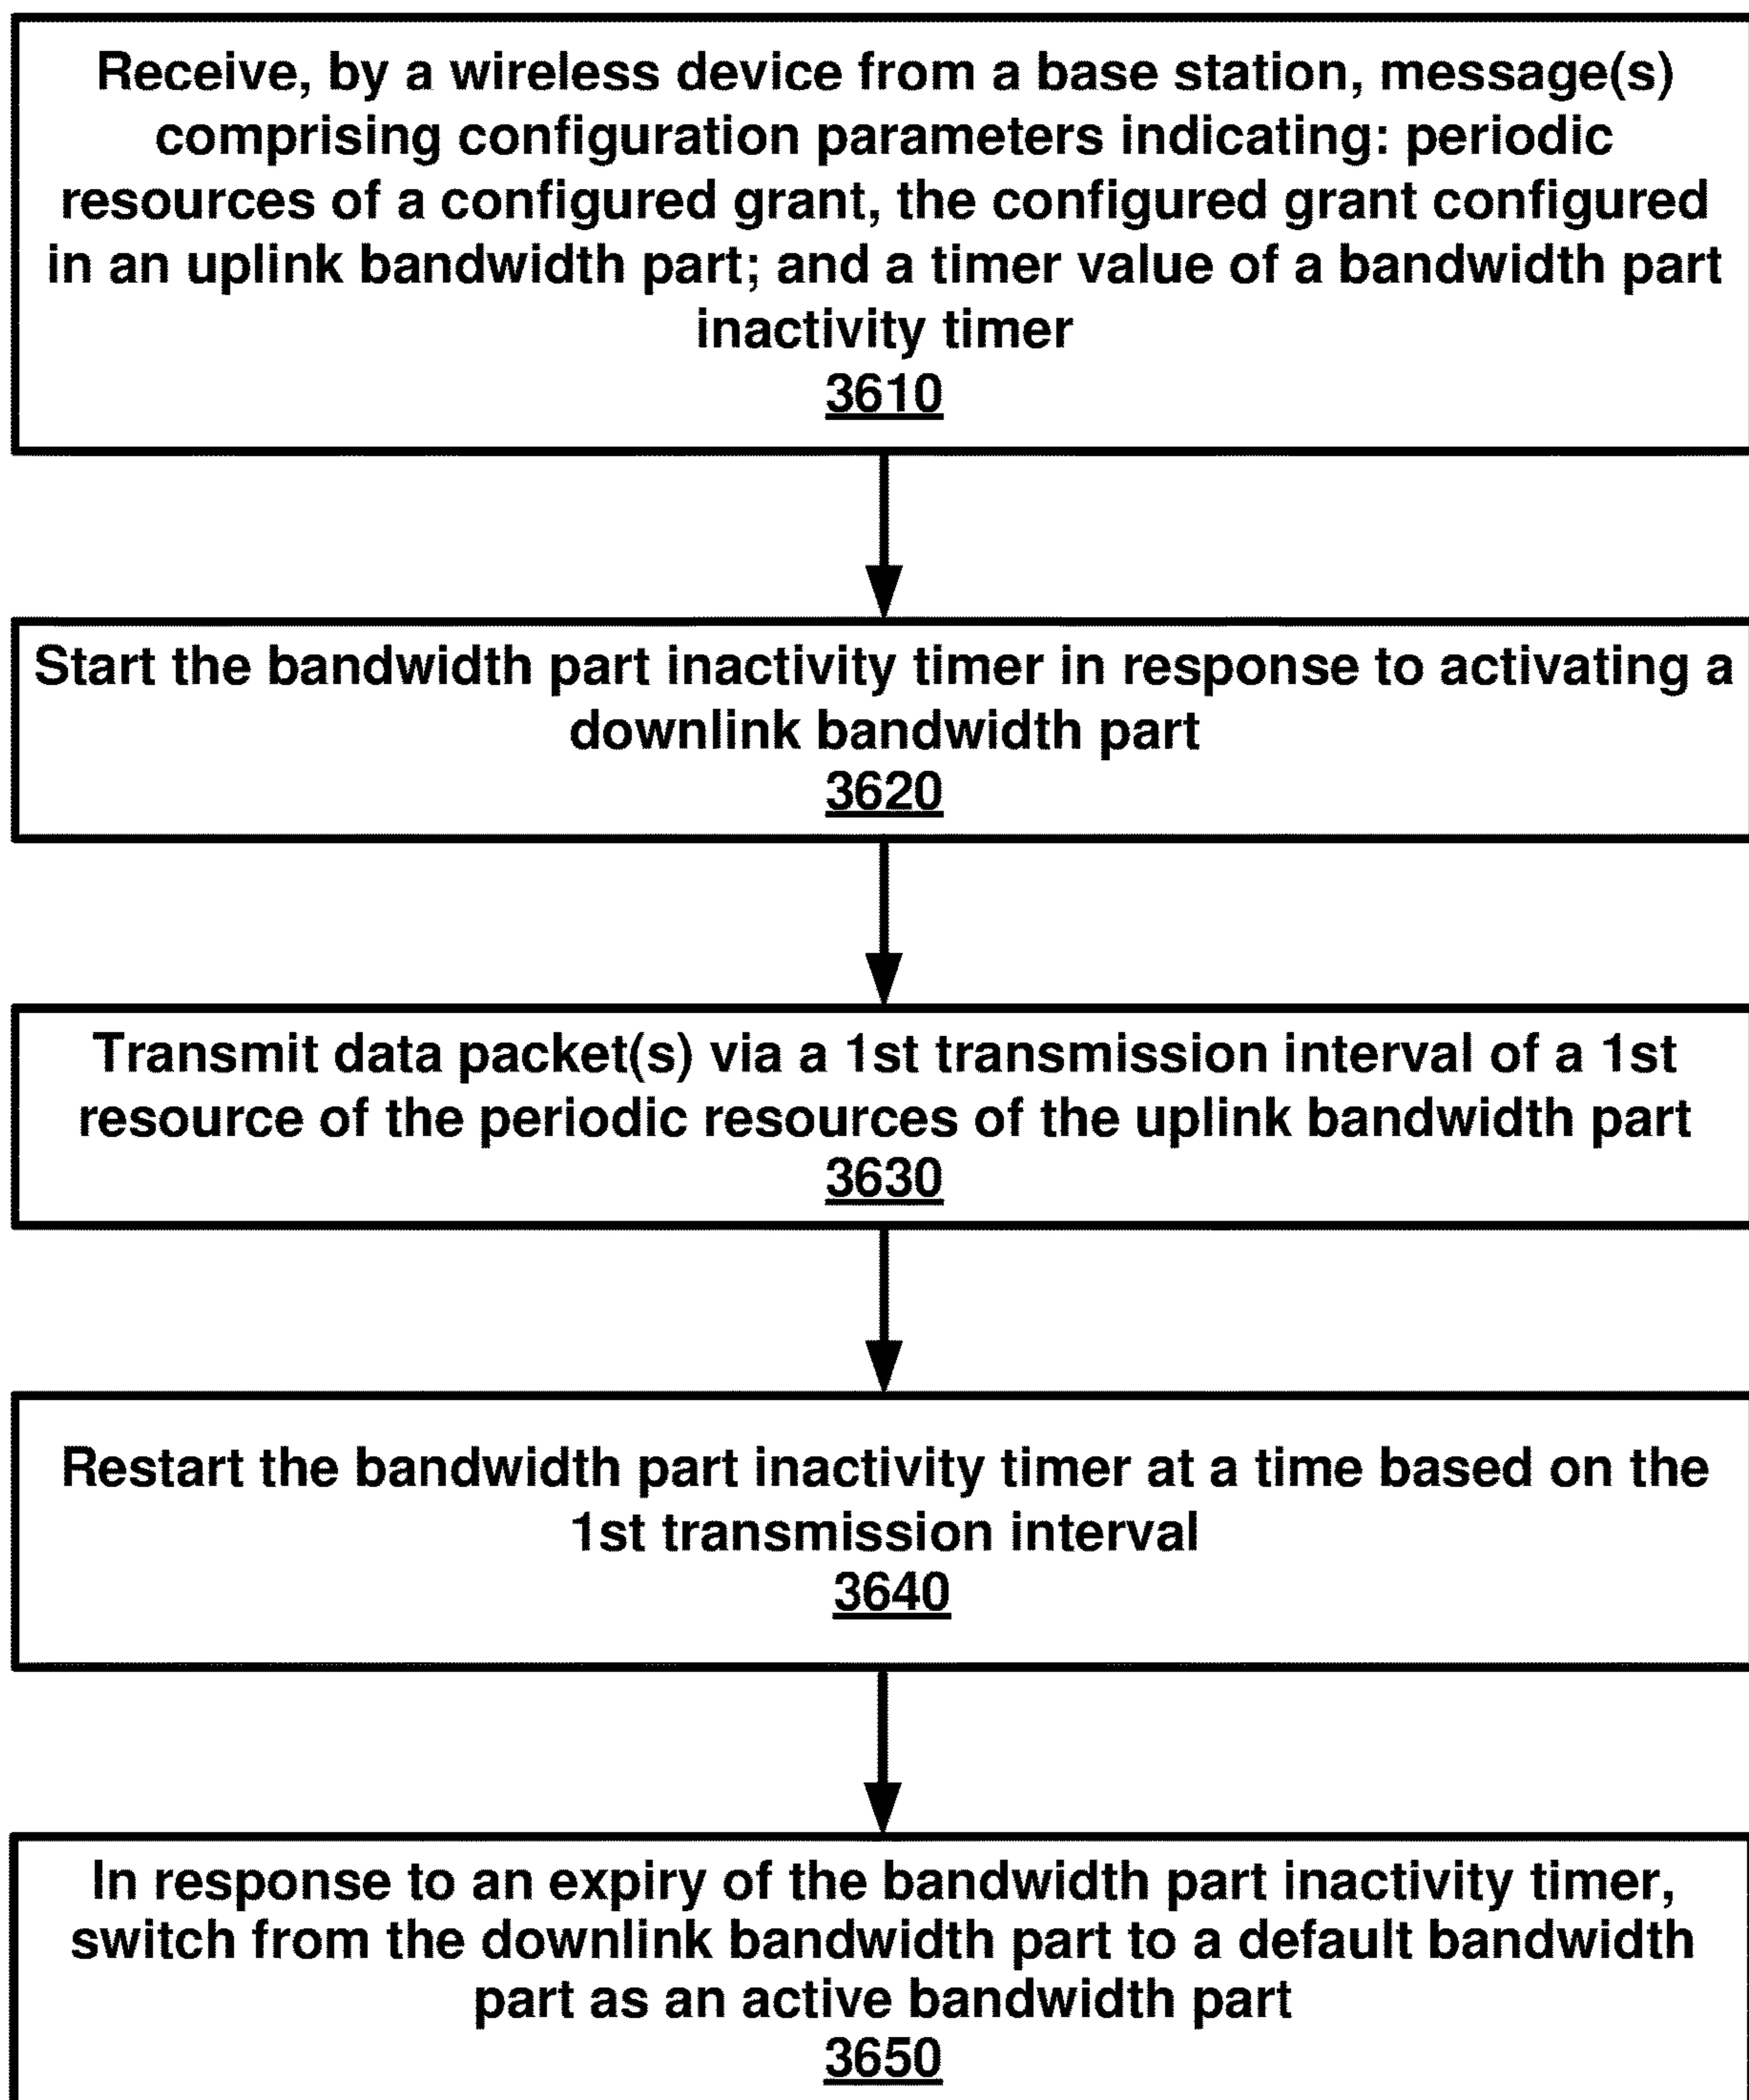 Receive, by a wireless device from a base station, message(s)
comprising configuration parameters indicating: periodic
resources of a configured grant, the configured grant configured
in an uplink bandwidth part; and a timer value of a bandwidth part
inactivity timer
3610
Start the bandwidth part inactivity timer in response to activating a
downlink bandwidth part
3620
Transmit data packet(s) via a 1st transmission interval of a 1st
resource of the periodic resources of the uplink bandwidth part
3630
Restart the bandwidth part inactivity timer at a time based on the
1st transmission interval
3640
In response to an expiry of the bandwidth part inactivity timer,
switch from the downlink bandwidth part to a default bandwidth
part as an active bandwidth part
3650